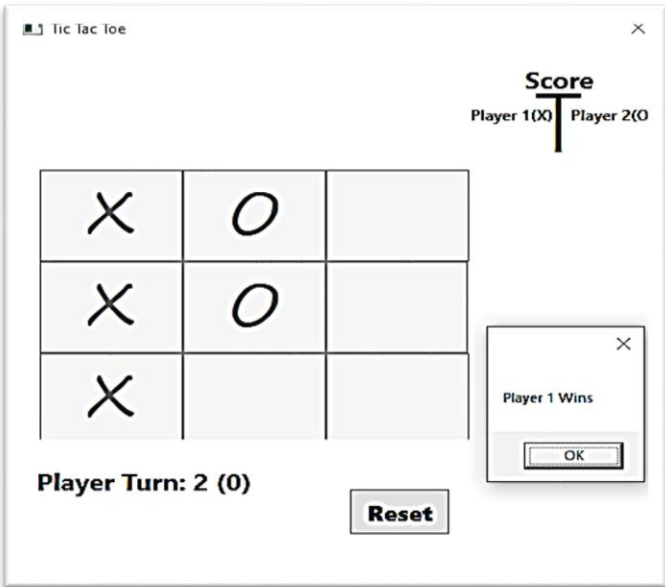 Tic Tac Toe
Score
Player 1(X) Player 2(O
X O
X O
X
Player 1 Wins
OK
Player Turn: 2 (0)
Reset